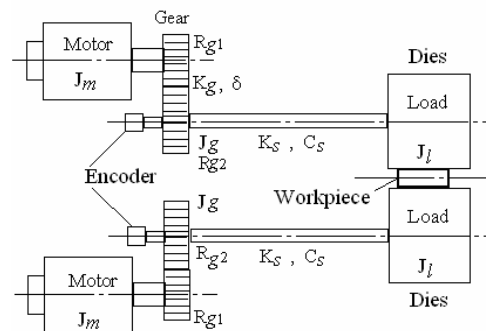 Gear
Motor
Jm
Rg1
Kg, δ
Dies
Load
Jl
Jg
Rg2
Ks , Cs
Encoder
Workpiece
Jg
Rg2
Ks , Cs
Load
Jl
Motor
Jm
Rg1
Dies